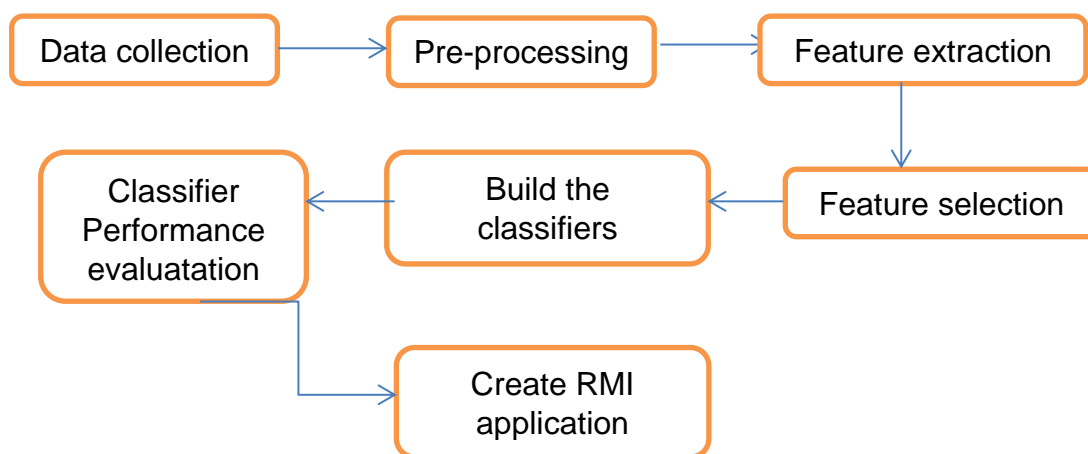 Data collection
Pre-processing
Feature extraction
Feature selection
Build the
classifiers
Classifier
Performance
evaluatation
Create RMI
application